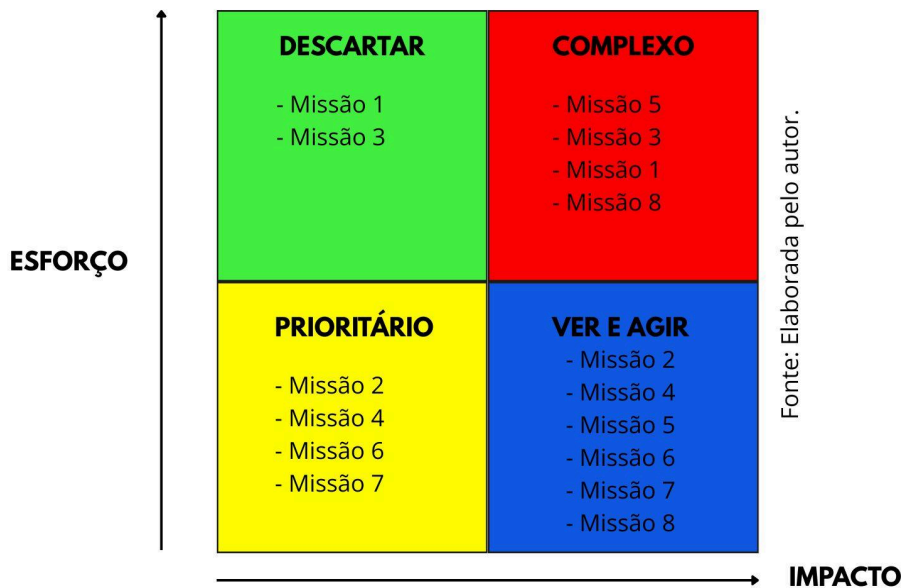 DESCARTAR
- Missão 1
- Missão 3
COMPLEXO
- Missão 5
- Missão 3
- Missão 1
- Missão 8
ESFORÇO
PRIORITÁRIO
- Missão 2
- Missão 4
- Missão 6
- Missão 7
VER E AGIR
- Missão 2
- Missão 4
- Missão 5
- Missão 6
- Missão 7
- Missão 8
Fonte: Elaborada pelo autor.
IMPACTO